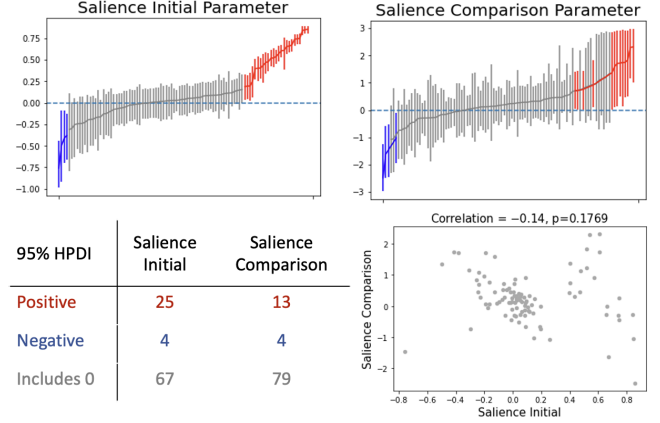 Salience Initial Parameter
0.75
0.50
0.25
0.00
−0.25
−0.50
−0.75
−1.00
Salience Comparison Parameter
3
2
1
0
−1
−2
−3
95% HPDI Salience Initial Salience Comparison
Positive 25 13
Negative 4 4
Includes 0 67 79
Correlation = −0.14, p=0.1769
Salience Comparison
2
1
0
−1
−2
−0.8 −0.6 −0.4 −0.2 0.0 0.2 0.4 0.6 0.8
Salience Initial